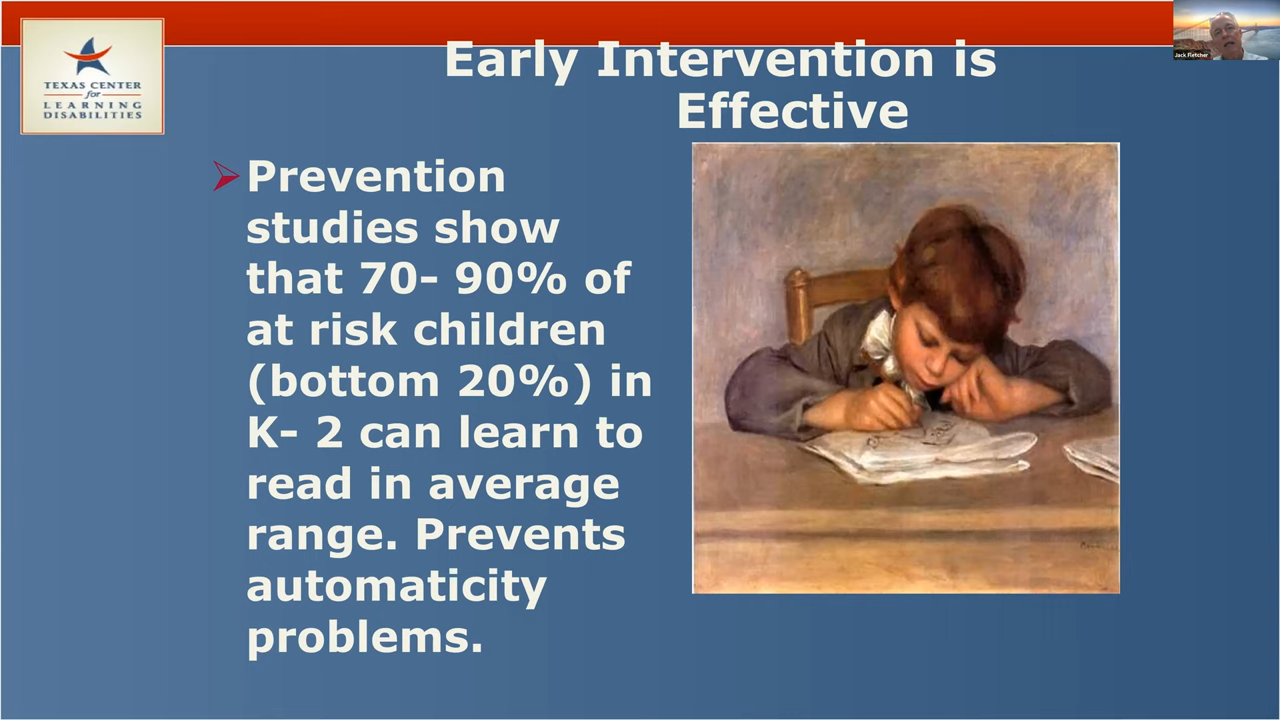 TEXAS CENTER
for
LEARNING
DISABILITIES
Early Intervention is
Effective
Jack Fletcher
Prevention
studies show
that 70- 90% of
at risk children
(bottom 20%) in
K- 2 can learn to
read in average
range. Prevents
automaticity
problems.